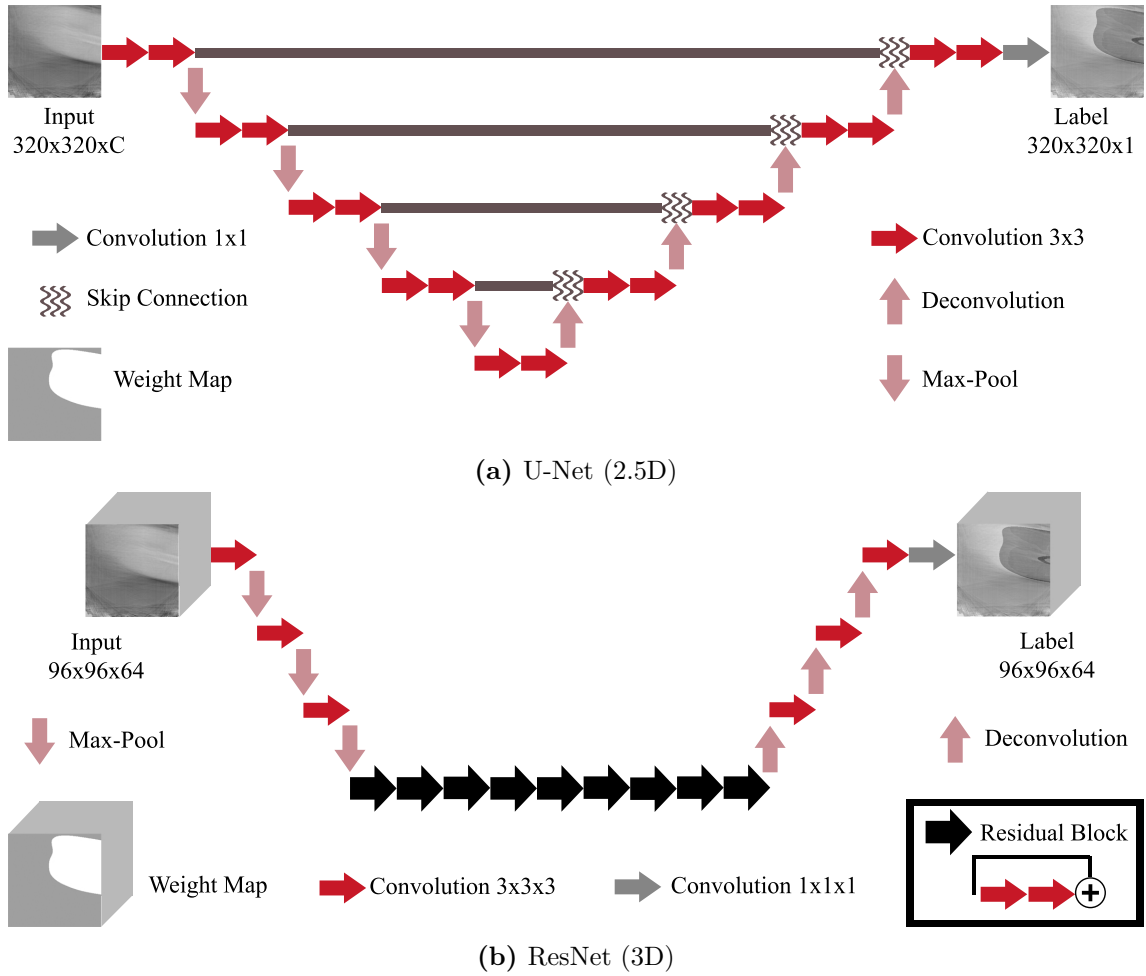 Input
320x320xC
Label
320x320x1
Convolution 1x1
Convolution 3x3
Skip Connection
Deconvolution
Weight Map
Max-Pool
(a) U-Net (2.5D)
Input
96x96x64
Label
96x96x64
Max-Pool
Deconvolution
Residual Block
Weight Map
Convolution 3x3x3
Convolution 1x1x1
+
(b) ResNet (3D)